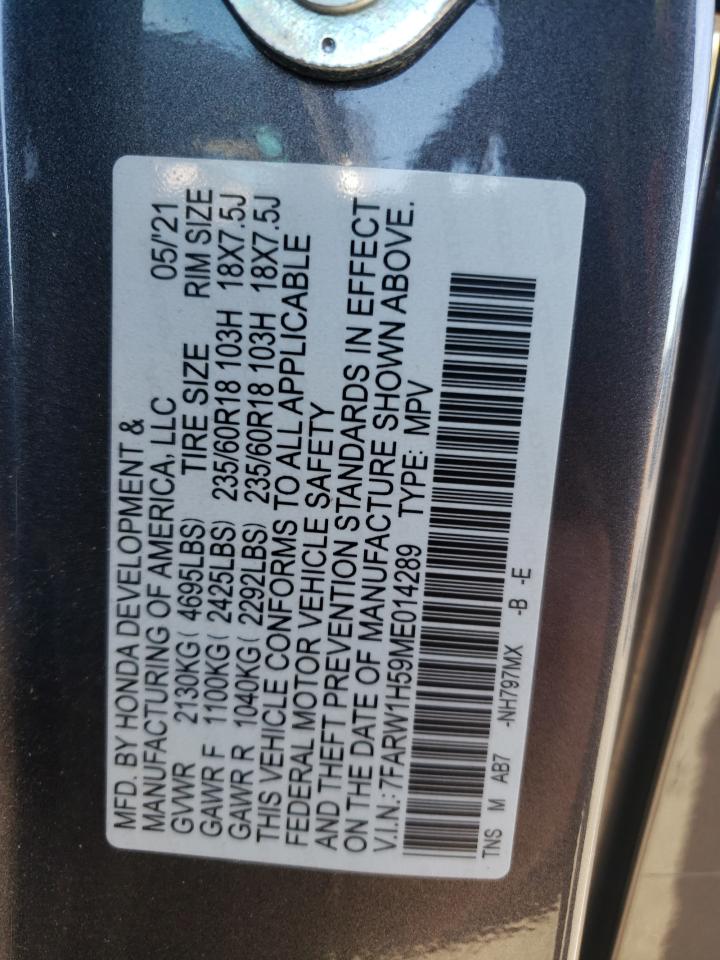 MFD. BY HONDA DEVELOPMENT &
MANUFACTURING OF AMERICA, LLC 05/'21
GVWR 2130KG( 4695LBS) TIRE SIZE RIM SIZE
GAWR F 1100KG( 2425LBS) 235/60R18 103H 18X7.5J
GAWR R 1040KG( 2292LBS) 235/60R18 103H 18X7.5J
THIS VEHICLE CONFORMS TO ALL APPLICABLE
FEDERAL MOTOR VEHICLE SAFETY
AND THEFT PREVENTION STANDARDS IN EFFECT
ON THE DATE OF MANUFACTURE SHOWN ABOVE.
V.I.N.: 7FARW1H59ME014289 TYPE: MPV
TNS M AB7 -NH797MX -B -E